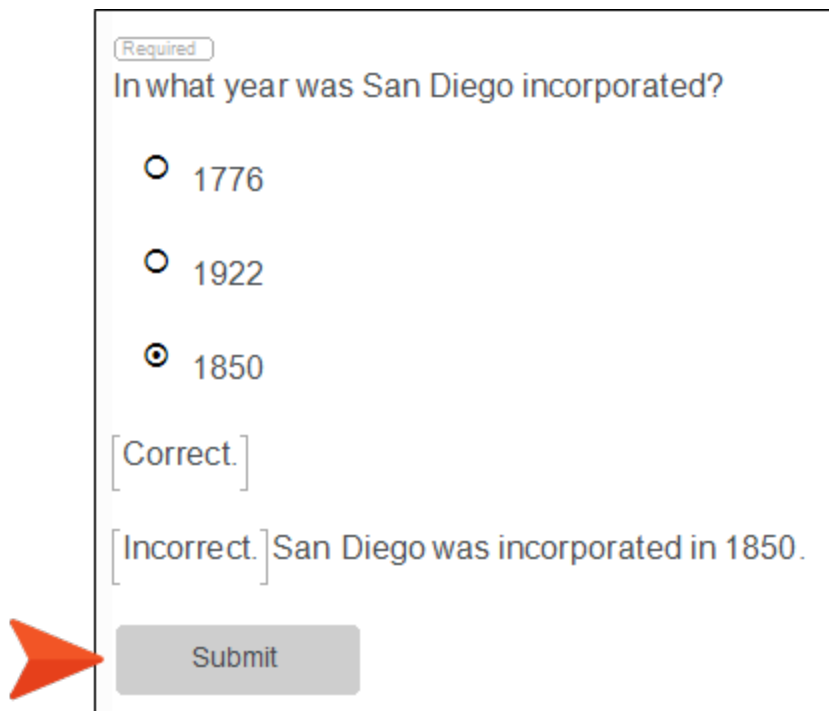 Required
In what year was San Diego incorporated?
1776
1922
1850
[Correct.]
[Incorrect.] San Diego was incorporated in 1850.
Submit